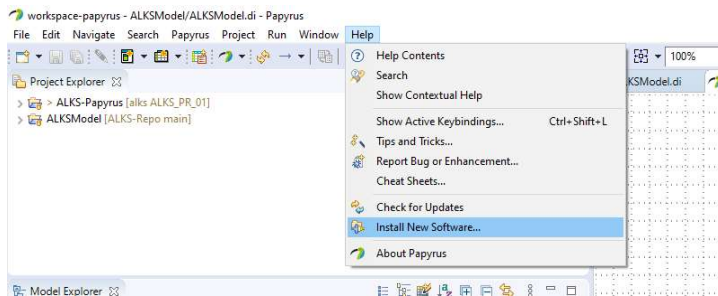 workspace-papyrus - ALKSModel/ALKSModel.di - Papyrus
File Edit Navigate Search Papyrus Project Run Window Help
100%
Project Explorer
> ALKS-Papyrus [alks ALKS_PR_01]
ALKSModel [ALKS-Repo main]
Help Contents
Search
Show Contextual Help
Show Active Keybindings... Ctrl+Shift+L
Tips and Tricks...
Report Bug or Enhancement...
Cheat Sheets...
Check for Updates
Install New Software...
About Papyrus
KSModel.di
Model Explorer